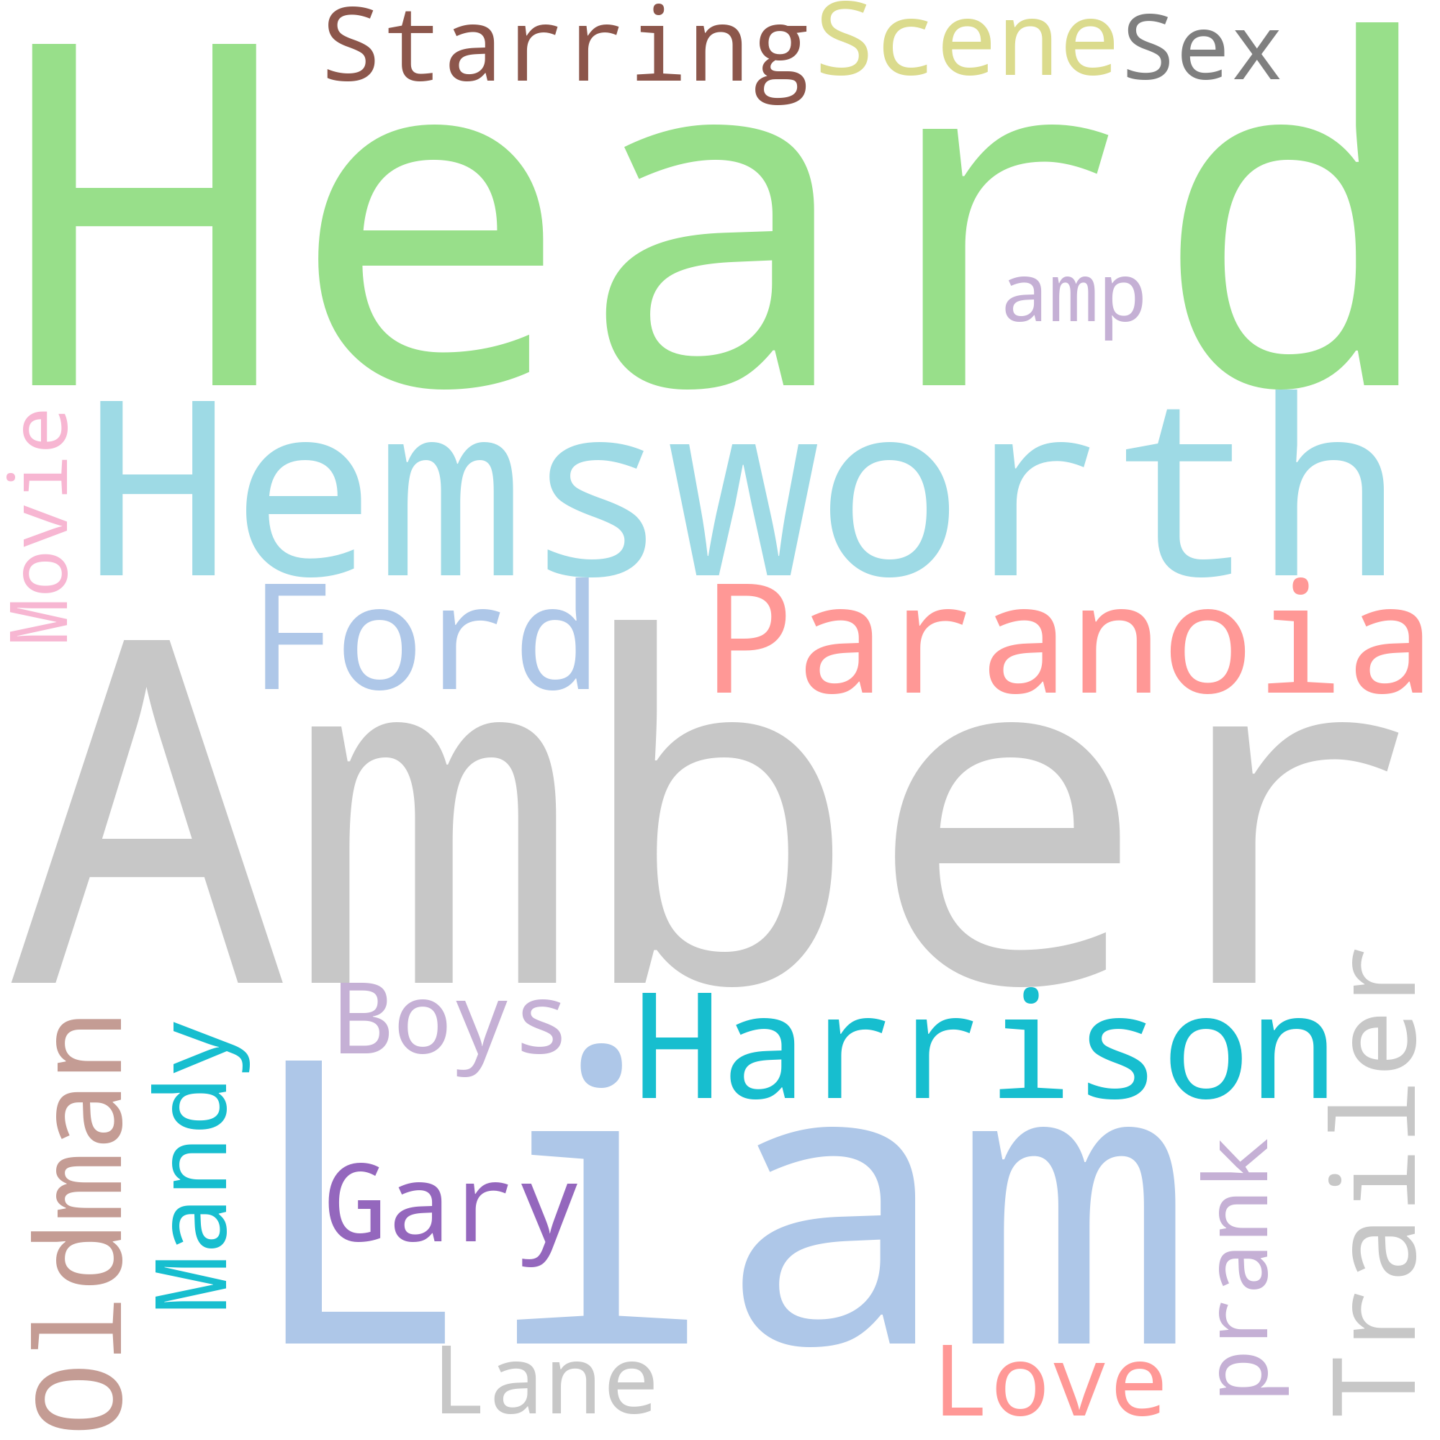 Starring
Scene
Sex
Heard
amp
Movie
Hemsworth
Ford
Paranoia
Amber
Boys
Harrison
Trailer
Oldman
Mandy
Liam
Gary
prank
Lane
Love